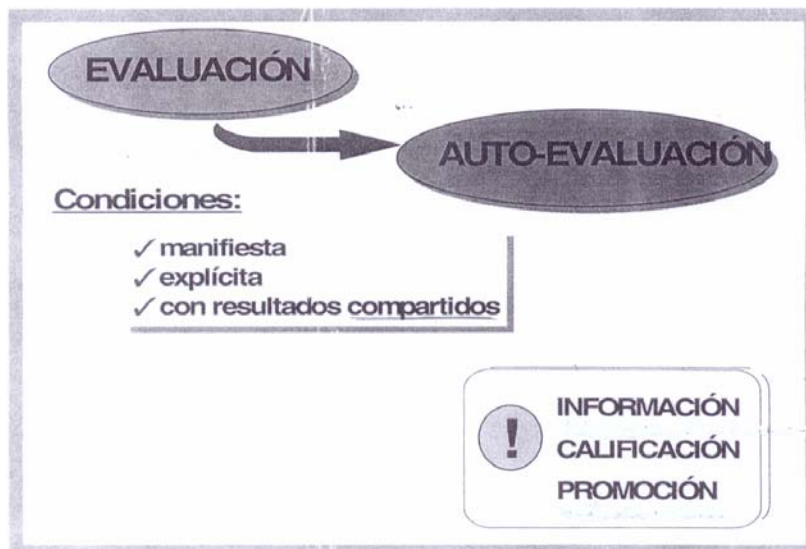 EVALUACIÓN
AUTO-EVALUACIÓN
Condiciones:
✓ manifiesta
✓ explícita
✓ con resultados compartidos
!
INFORMACIÓN
CALIFICACIÓN
PROMOCIÓN